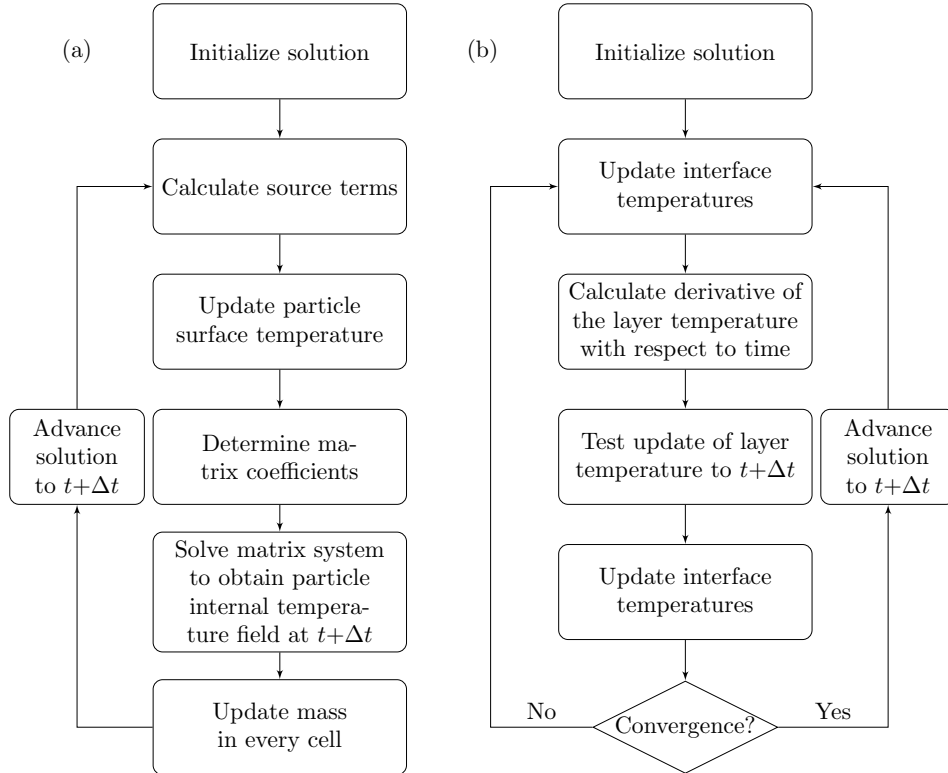 (a)
Initialize solution
Calculate source terms
Update particle
surface temperature
Determine ma-
trix coefficients
Solve matrix system
to obtain particle
internal tempera-
ture field at t+Δt
Update mass
in every cell
Advance
solution
to t+Δt
(b)
Initialize solution
Update interface
temperatures
Calculate derivative of
the layer temperature
with respect to time
Test update of layer
temperature to t+Δt
Update interface
temperatures
Convergence?
No
Yes
Advance
solution
to t+Δt